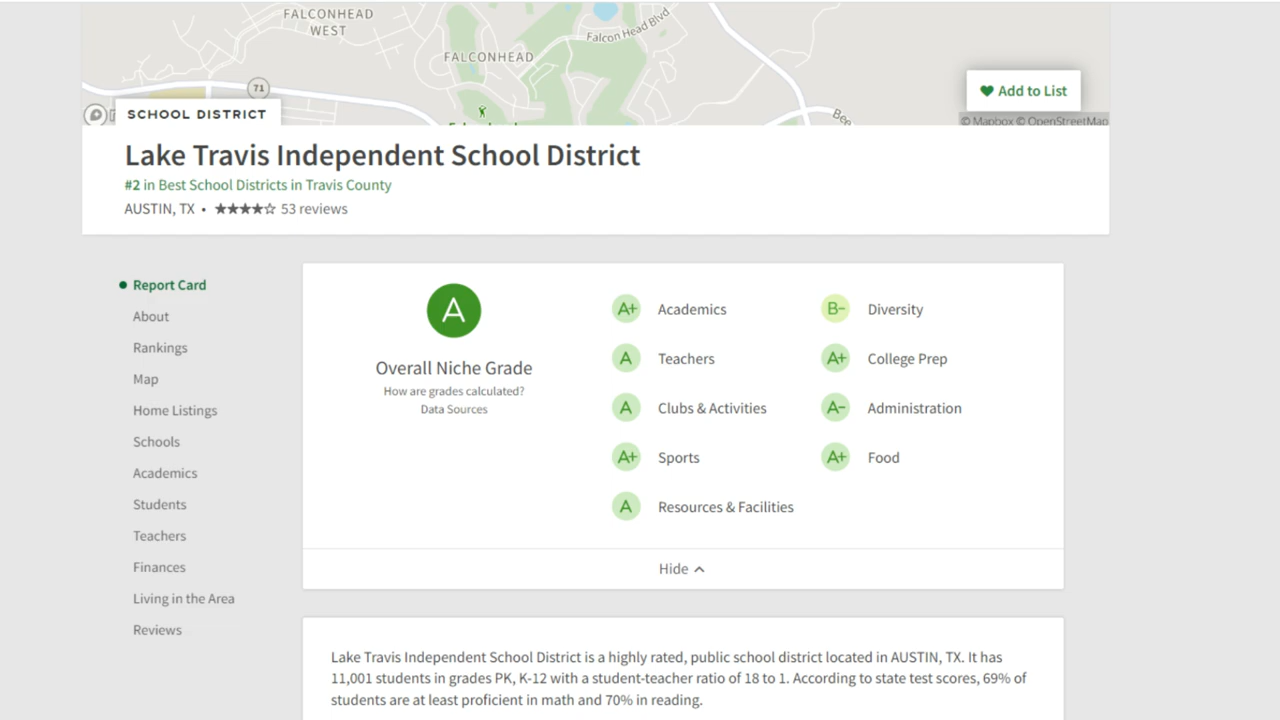 FALCONHEAD
WEST
Falcon Head Blvd
FALCONHEAD
71
Add to List
SCHOOL DISTRICT
© Mapbox © OpenStreetMap
Lake Travis Independent School District
#2 in Best School Districts in Travis County
AUSTIN, TX • ★★★★☆ 53 reviews
Report Card
About
Rankings
Map
Home Listings
Schools
Academics
Students
Teachers
Finances
Living in the Area
Reviews
A
Overall Niche Grade
How are grades calculated?
Data Sources
A+ Academics
A Teachers
A Clubs & Activities
A+ Sports
A Resources & Facilities
B- Diversity
A+ College Prep
A- Administration
A+ Food
Hide
Lake Travis Independent School District is a highly rated, public school district located in AUSTIN, TX. It has
11,001 students in grades PK, K-12 with a student-teacher ratio of 18 to 1. According to state test scores, 69% of
students are at least proficient in math and 70% in reading.